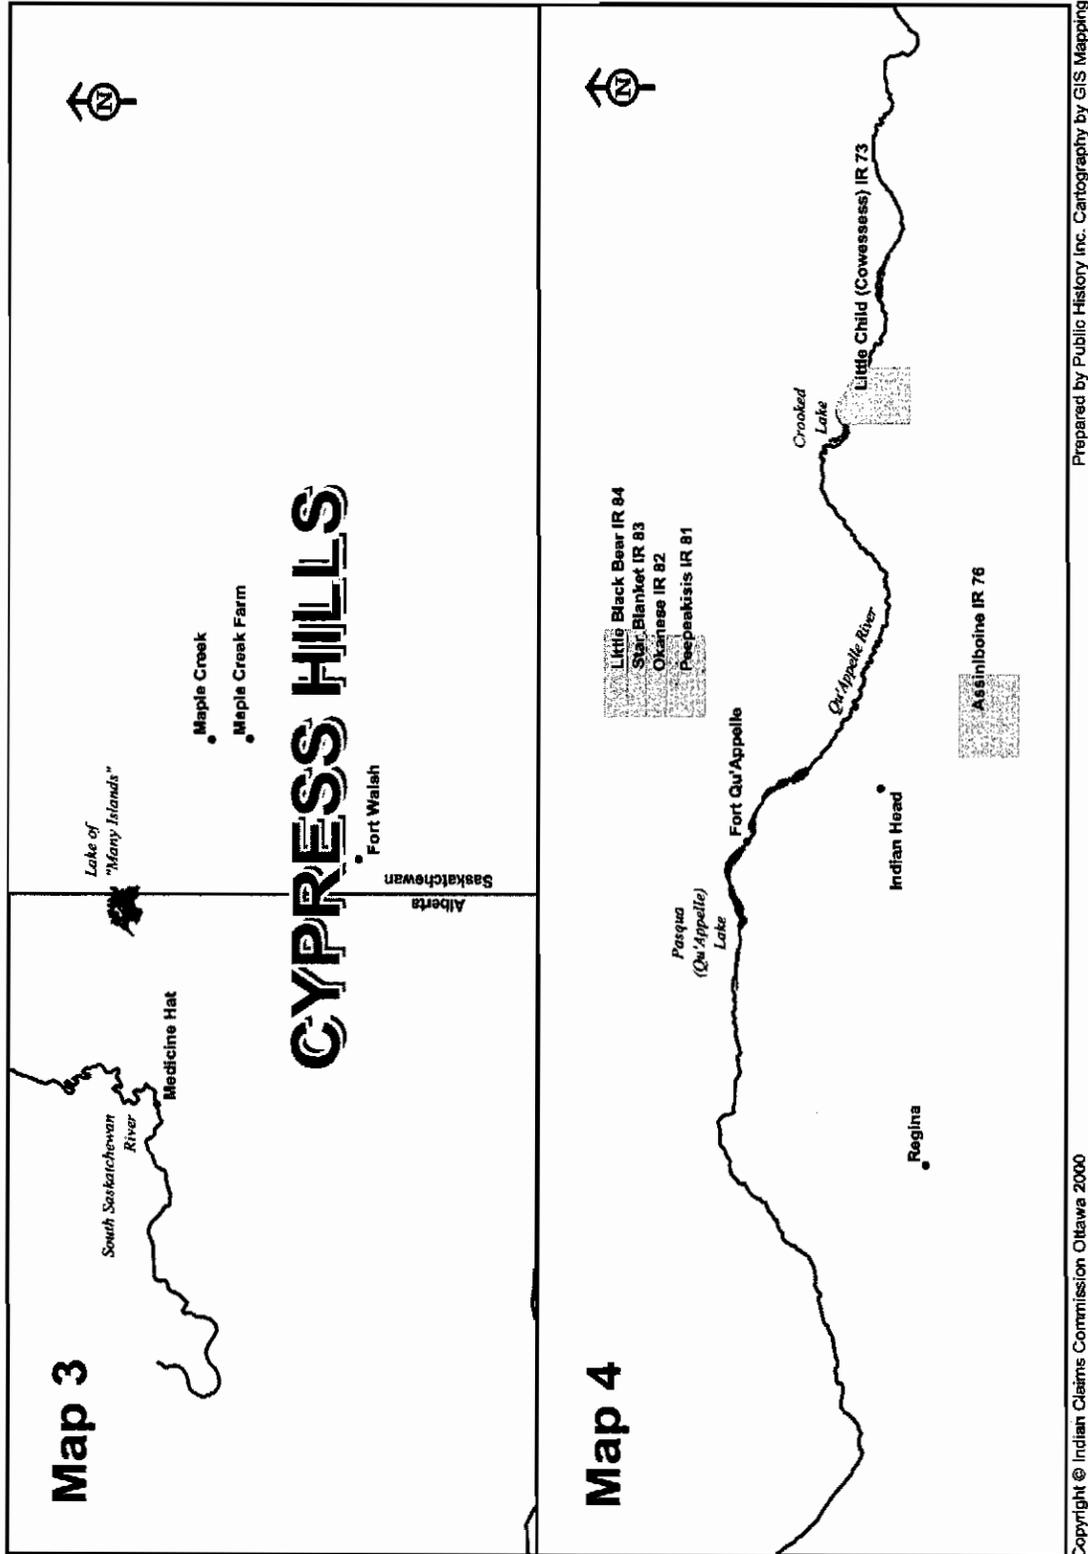 Map 3
N
South Saskatchewan
River
Medicine Hat
Lake of
"Many Islands"
Maple Creek
Maple Creek Farm
CYPRESS HILLS
Fort Walsh
Alberta
Saskatchewan
Map 4
N
Pasqua
(Qu'Appelle)
Lake
Fort Qu'Appelle
Little Black Bear IR 84
Star Blanket IR 83
Okanese IR 82
Peepeakisis IR 81
Crooked
Lake
Little Child (Cowessess) IR 73
Qu'Appelle River
Regina
Indian Head
Assiniboine IR 76
Copyright © Indian Claims Commission Ottawa 2000
Prepared by Public History Inc. Cartography by GIS Mapping